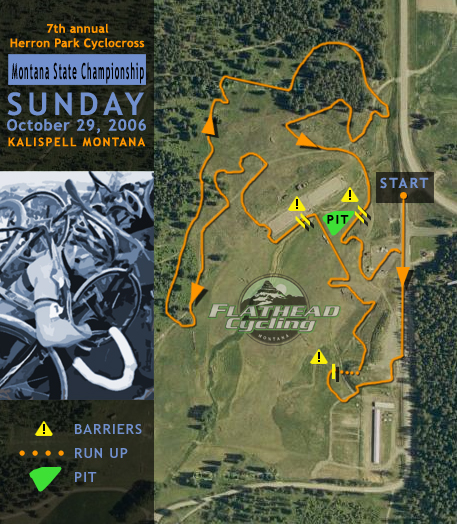 7th annual
Herron Park Cyclocross
Montana State Championship
SUNDAY
October 29, 2006
KALISPELL MONTANA
START
PIT
FLATHEAD
Cycling
MONTANA
BARRIERS
RUN UP
PIT